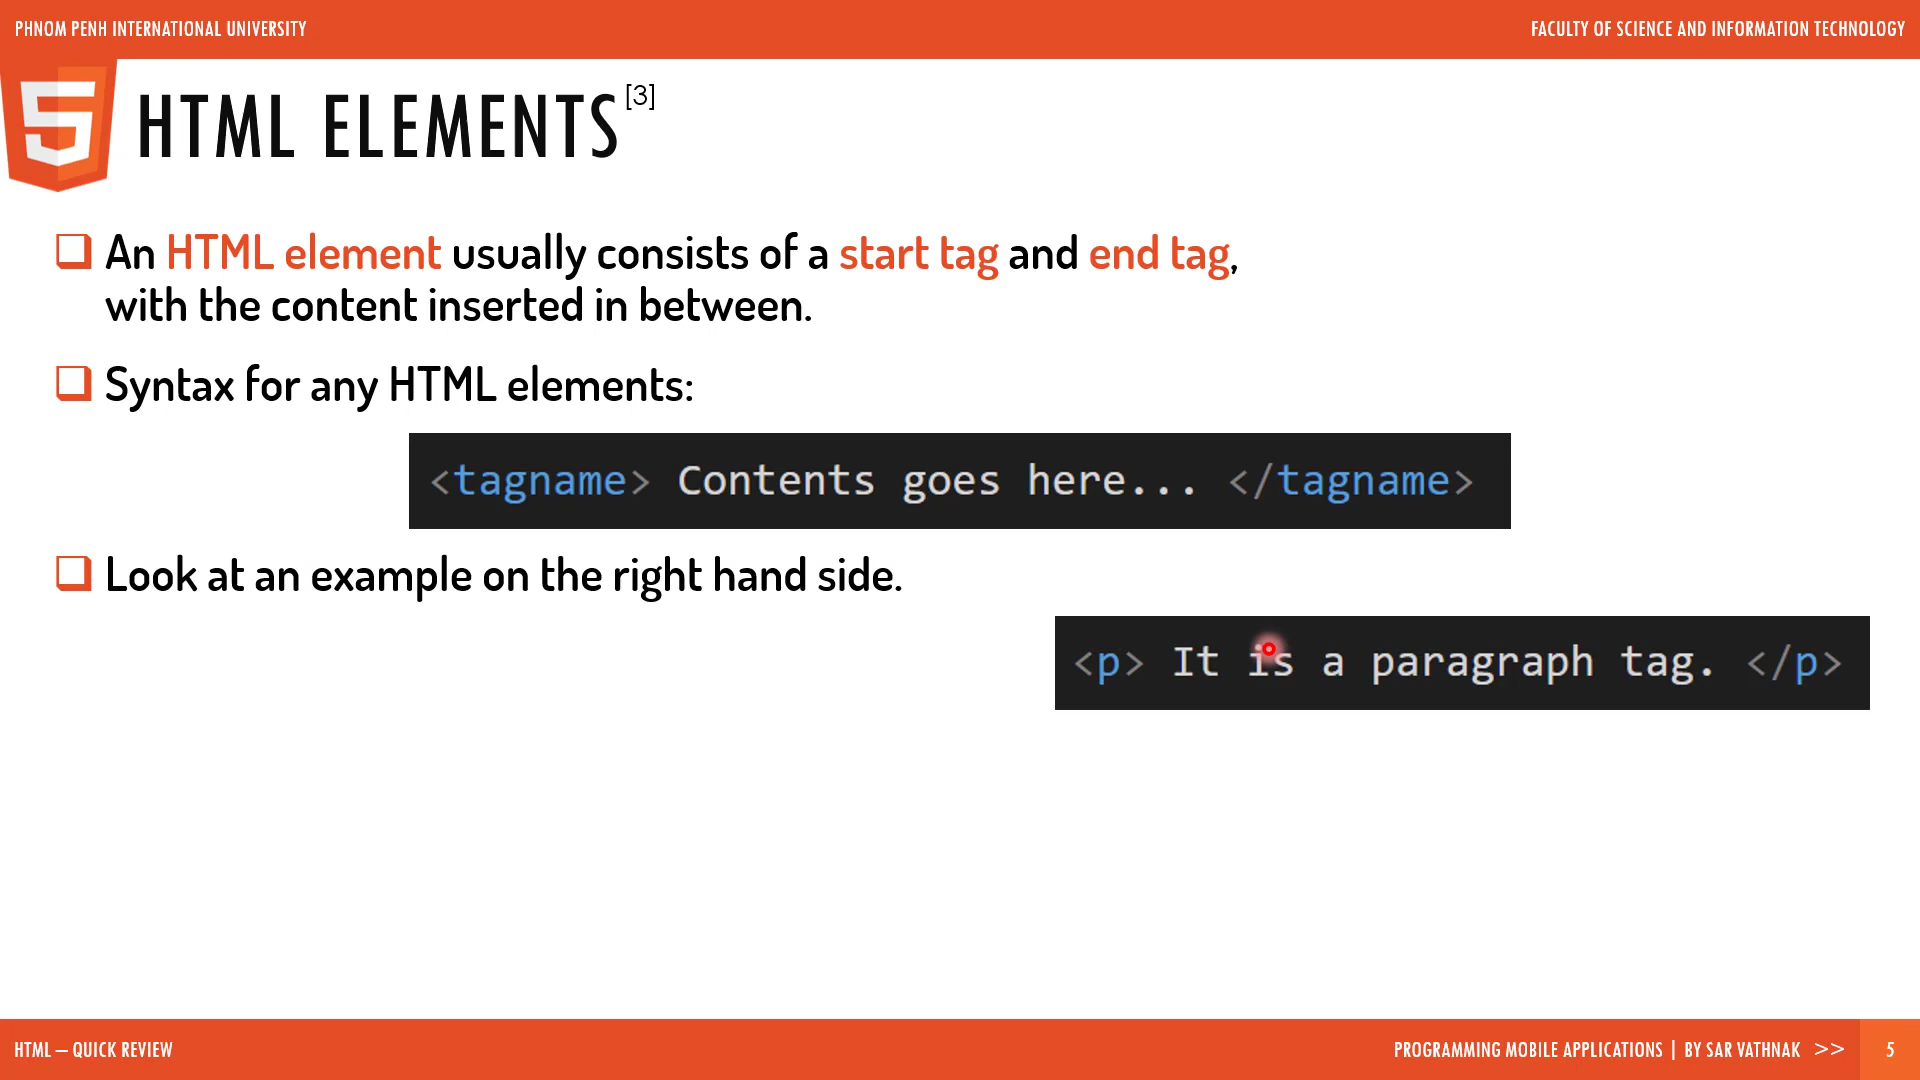 PHNOM PENH INTERNATIONAL UNIVERSITY
FACULTY OF SCIENCE AND INFORMATION TECHNOLOGY
HTML ELEMENTS[3]
An HTML element usually consists of a start tag and end tag,
with the content inserted in between.
Syntax for any HTML elements:
<tagname> Contents goes here... </tagname>
Look at an example on the right hand side.
<p> It is a paragraph tag. </p>
HTML — QUICK REVIEW
PROGRAMMING MOBILE APPLICATIONS | BY SAR VATHNAK >> 5